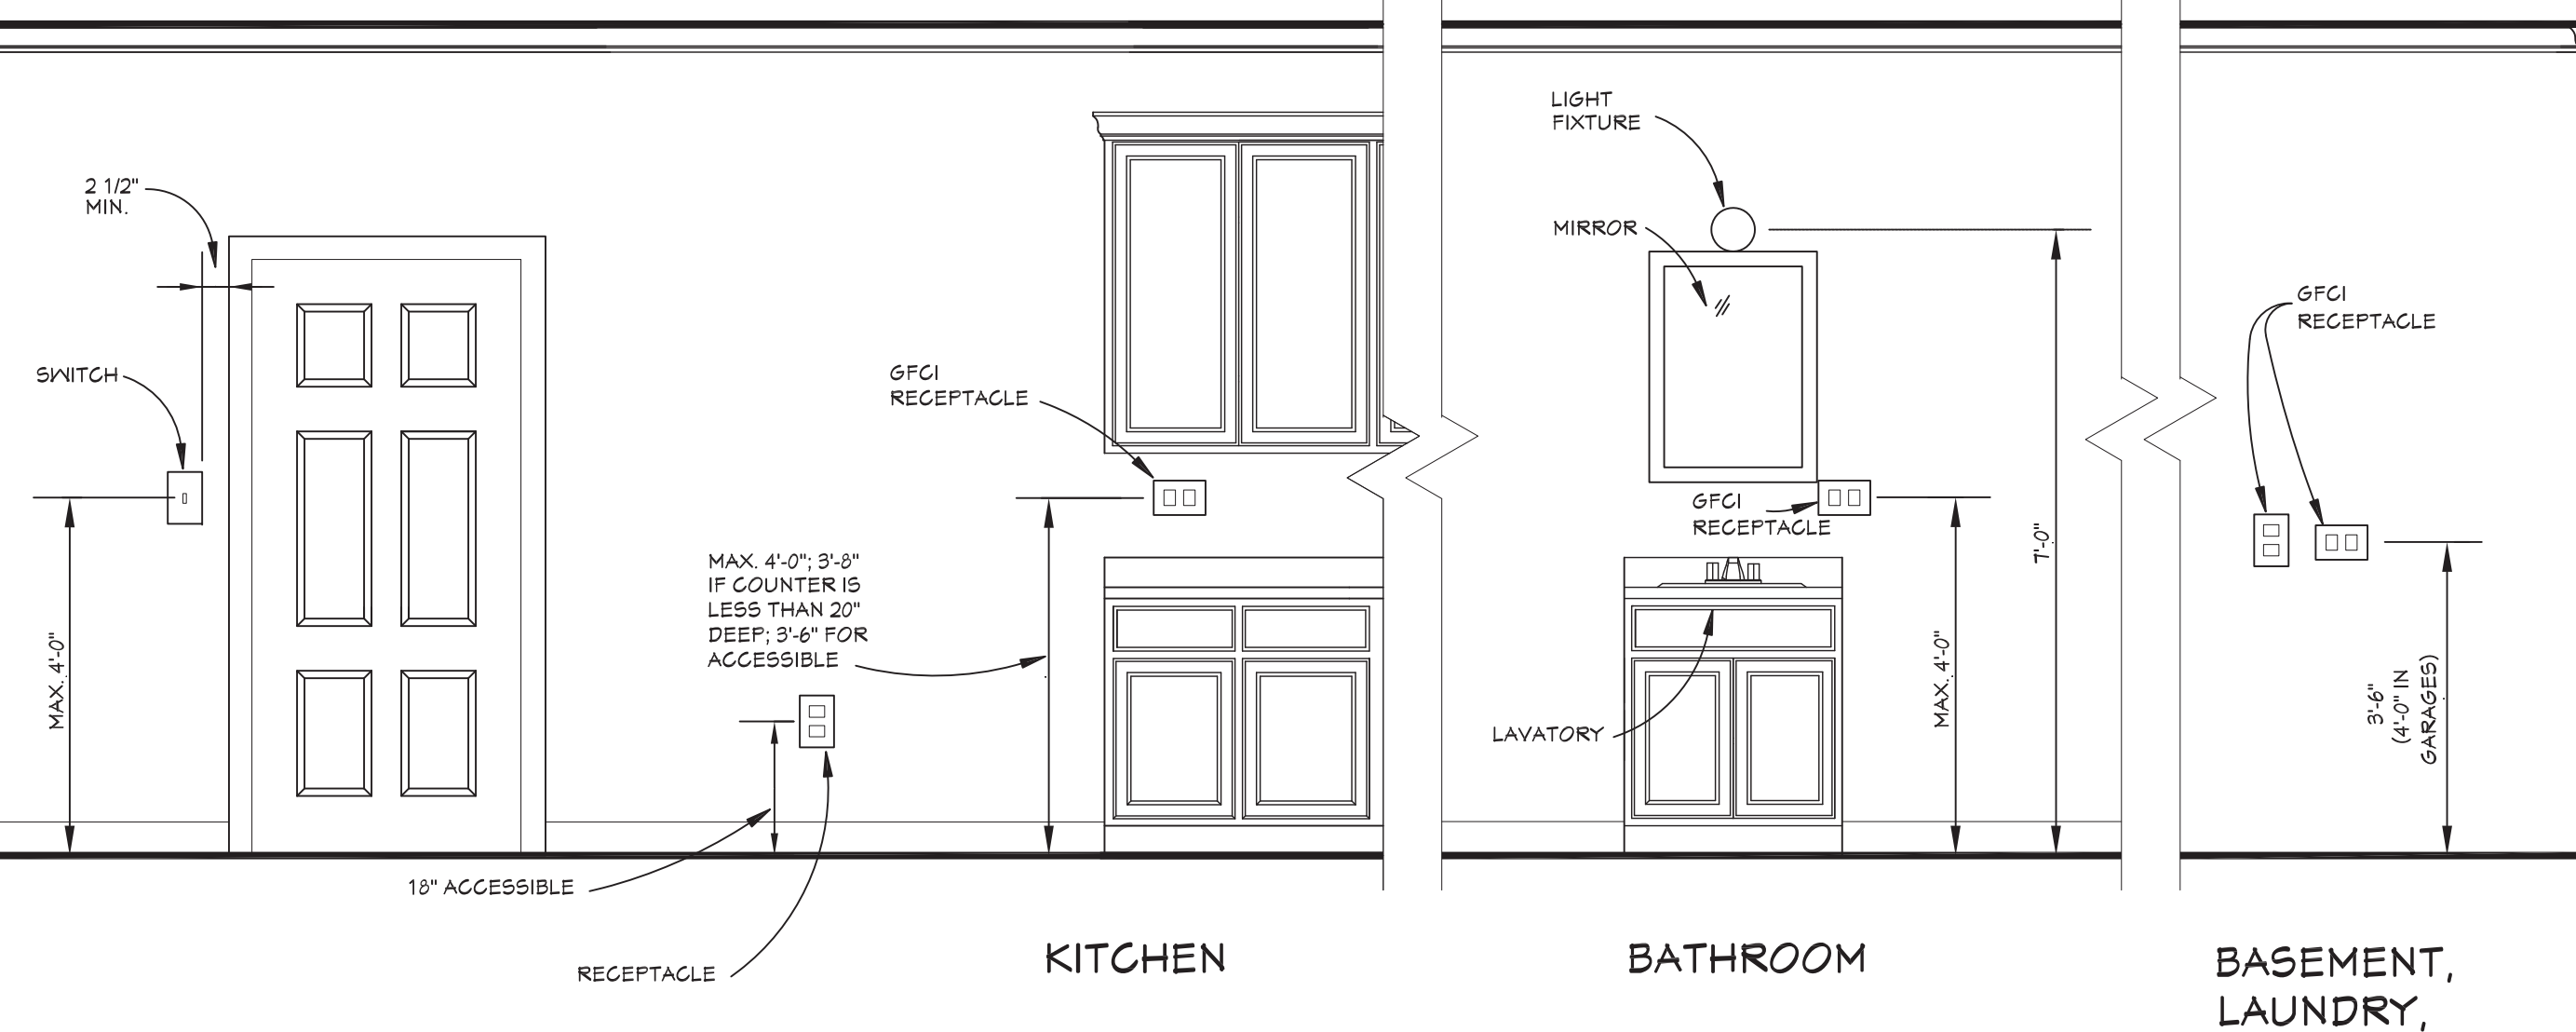 2 1/2"
MIN.
SWITCH
MAX. 4'-0"
18" ACCESSIBLE
RECEPTACLE
MAX. 4'-0"; 3'-8"
IF COUNTER IS
LESS THAN 20"
DEEP; 3'-6" FOR
ACCESSIBLE
GFCI
RECEPTACLE
KITCHEN
LIGHT
FIXTURE
MIRROR
GFCI
RECEPTACLE
LAVATORY
MAX. 4'-0"
7'-0"
BATHROOM
GFCI
RECEPTACLE
3'-6"
(4'-0" IN
GARAGES)
BASEMENT,
LAUNDRY,